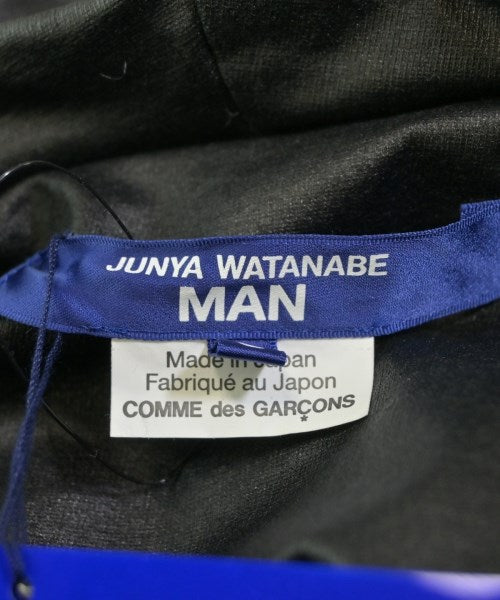 JUNYA WATANABE
MAN
Made in Japan
Fabriqué au Japon
COMME des GARÇONS
*